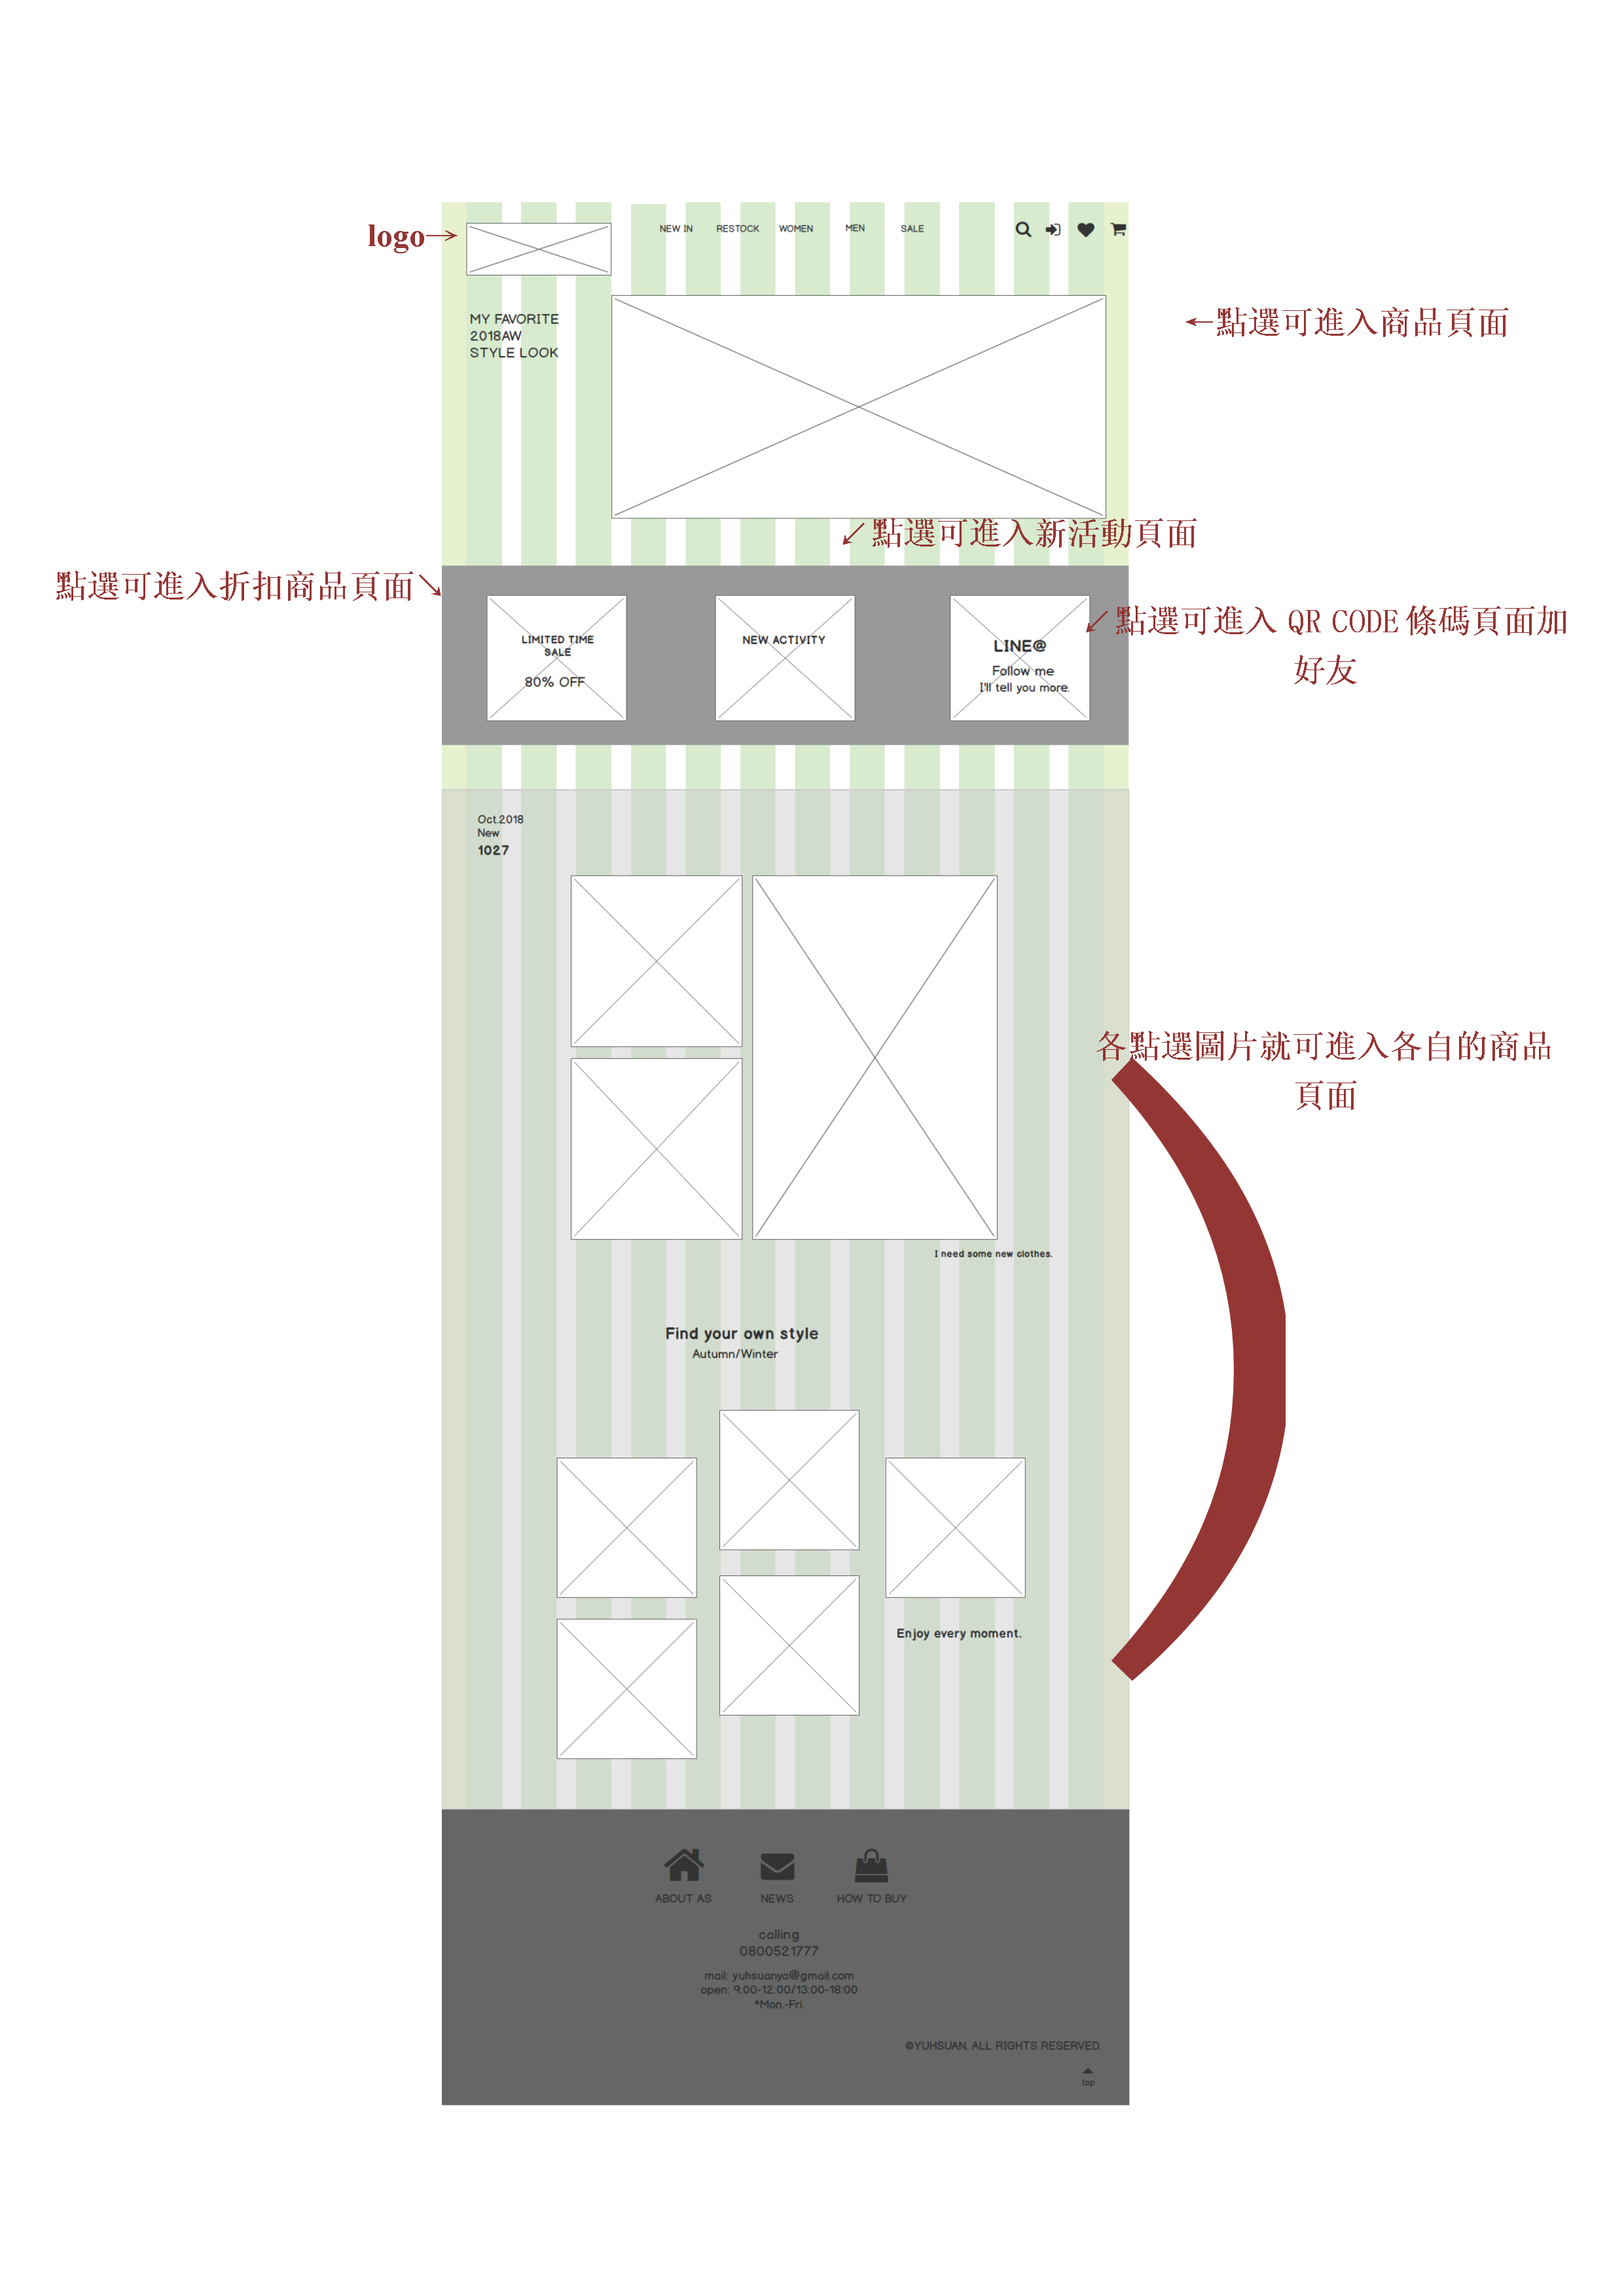 logo→
NEW IN
RESTOCK
WOMEN
MEN
SALE
MY FAVORITE
2018AW
STYLE LOOK
←點選可進入商品頁面
↙點選可進入新活動頁面
點選可進入折扣商品頁面↘
LIMITED TIME
SALE
80% OFF
NEW ACTIVITY
LINE@
Follow me
I'll tell you more.
↙點選可進入 QR CODE 條碼頁面加
好友
Oct.2018
New
1027
各點選圖片就可進入各自的商品
頁面
I need some new clothes.
Find your own style
Autumn/Winter
Enjoy every moment.
ABOUT AS
NEWS
HOW TO BUY
calling
0800521777
mail: yuhsuanya@gmail.com
open: 9:00-12:00/13:00-18:00
*Mon.-Fri.
©YUHSUAN. ALL RIGHTS RESERVED.
top